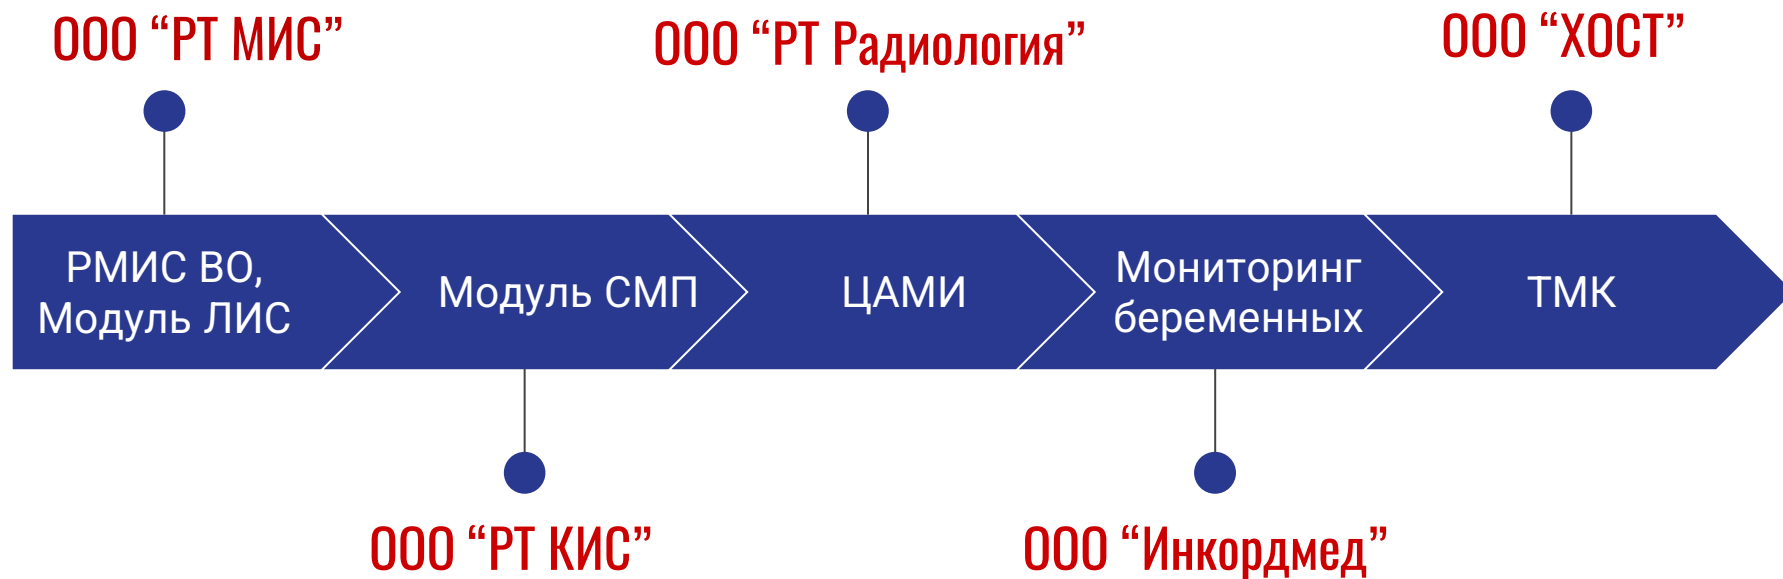 ООО “РТ МИС”
ООО “РТ Радиология”
ООО “ХОСТ”
РМИС ВО,
Модуль ЛИС
Модуль СМП
ЦАМИ
Мониторинг
беременных
ТМК
ООО “РТ КИС”
ООО “Инкордмед”